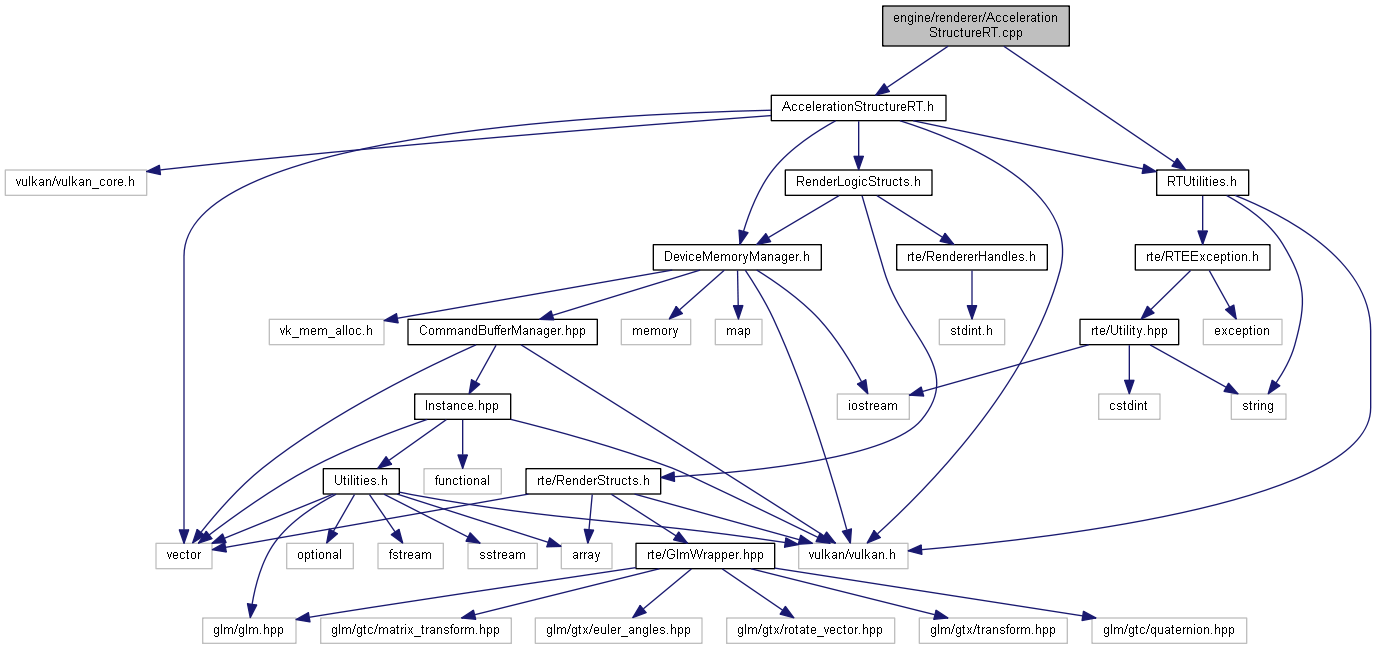 engine/renderer/Acceleration
StructureRT.cpp
AccelerationStructureRT.h
vulkan/vulkan_core.h
RenderLogicStructs.h
RTUtilities.h
DeviceMemoryManager.h
rte/RendererHandles.h
rte/RTEException.h
vk_mem_alloc.h
CommandBufferManager.hpp
memory
map
stdint.h
rte/Utility.hpp
exception
Instance.hpp
iostream
cstdint
string
Utilities.h
functional
rte/RenderStructs.h
vector
optional
fstream
sstream
array
rte/GlmWrapper.hpp
vulkan/vulkan.h
glm/glm.hpp
glm/gtc/matrix_transform.hpp
glm/gtx/euler_angles.hpp
glm/gtx/rotate_vector.hpp
glm/gtx/transform.hpp
glm/gtc/quaternion.hpp